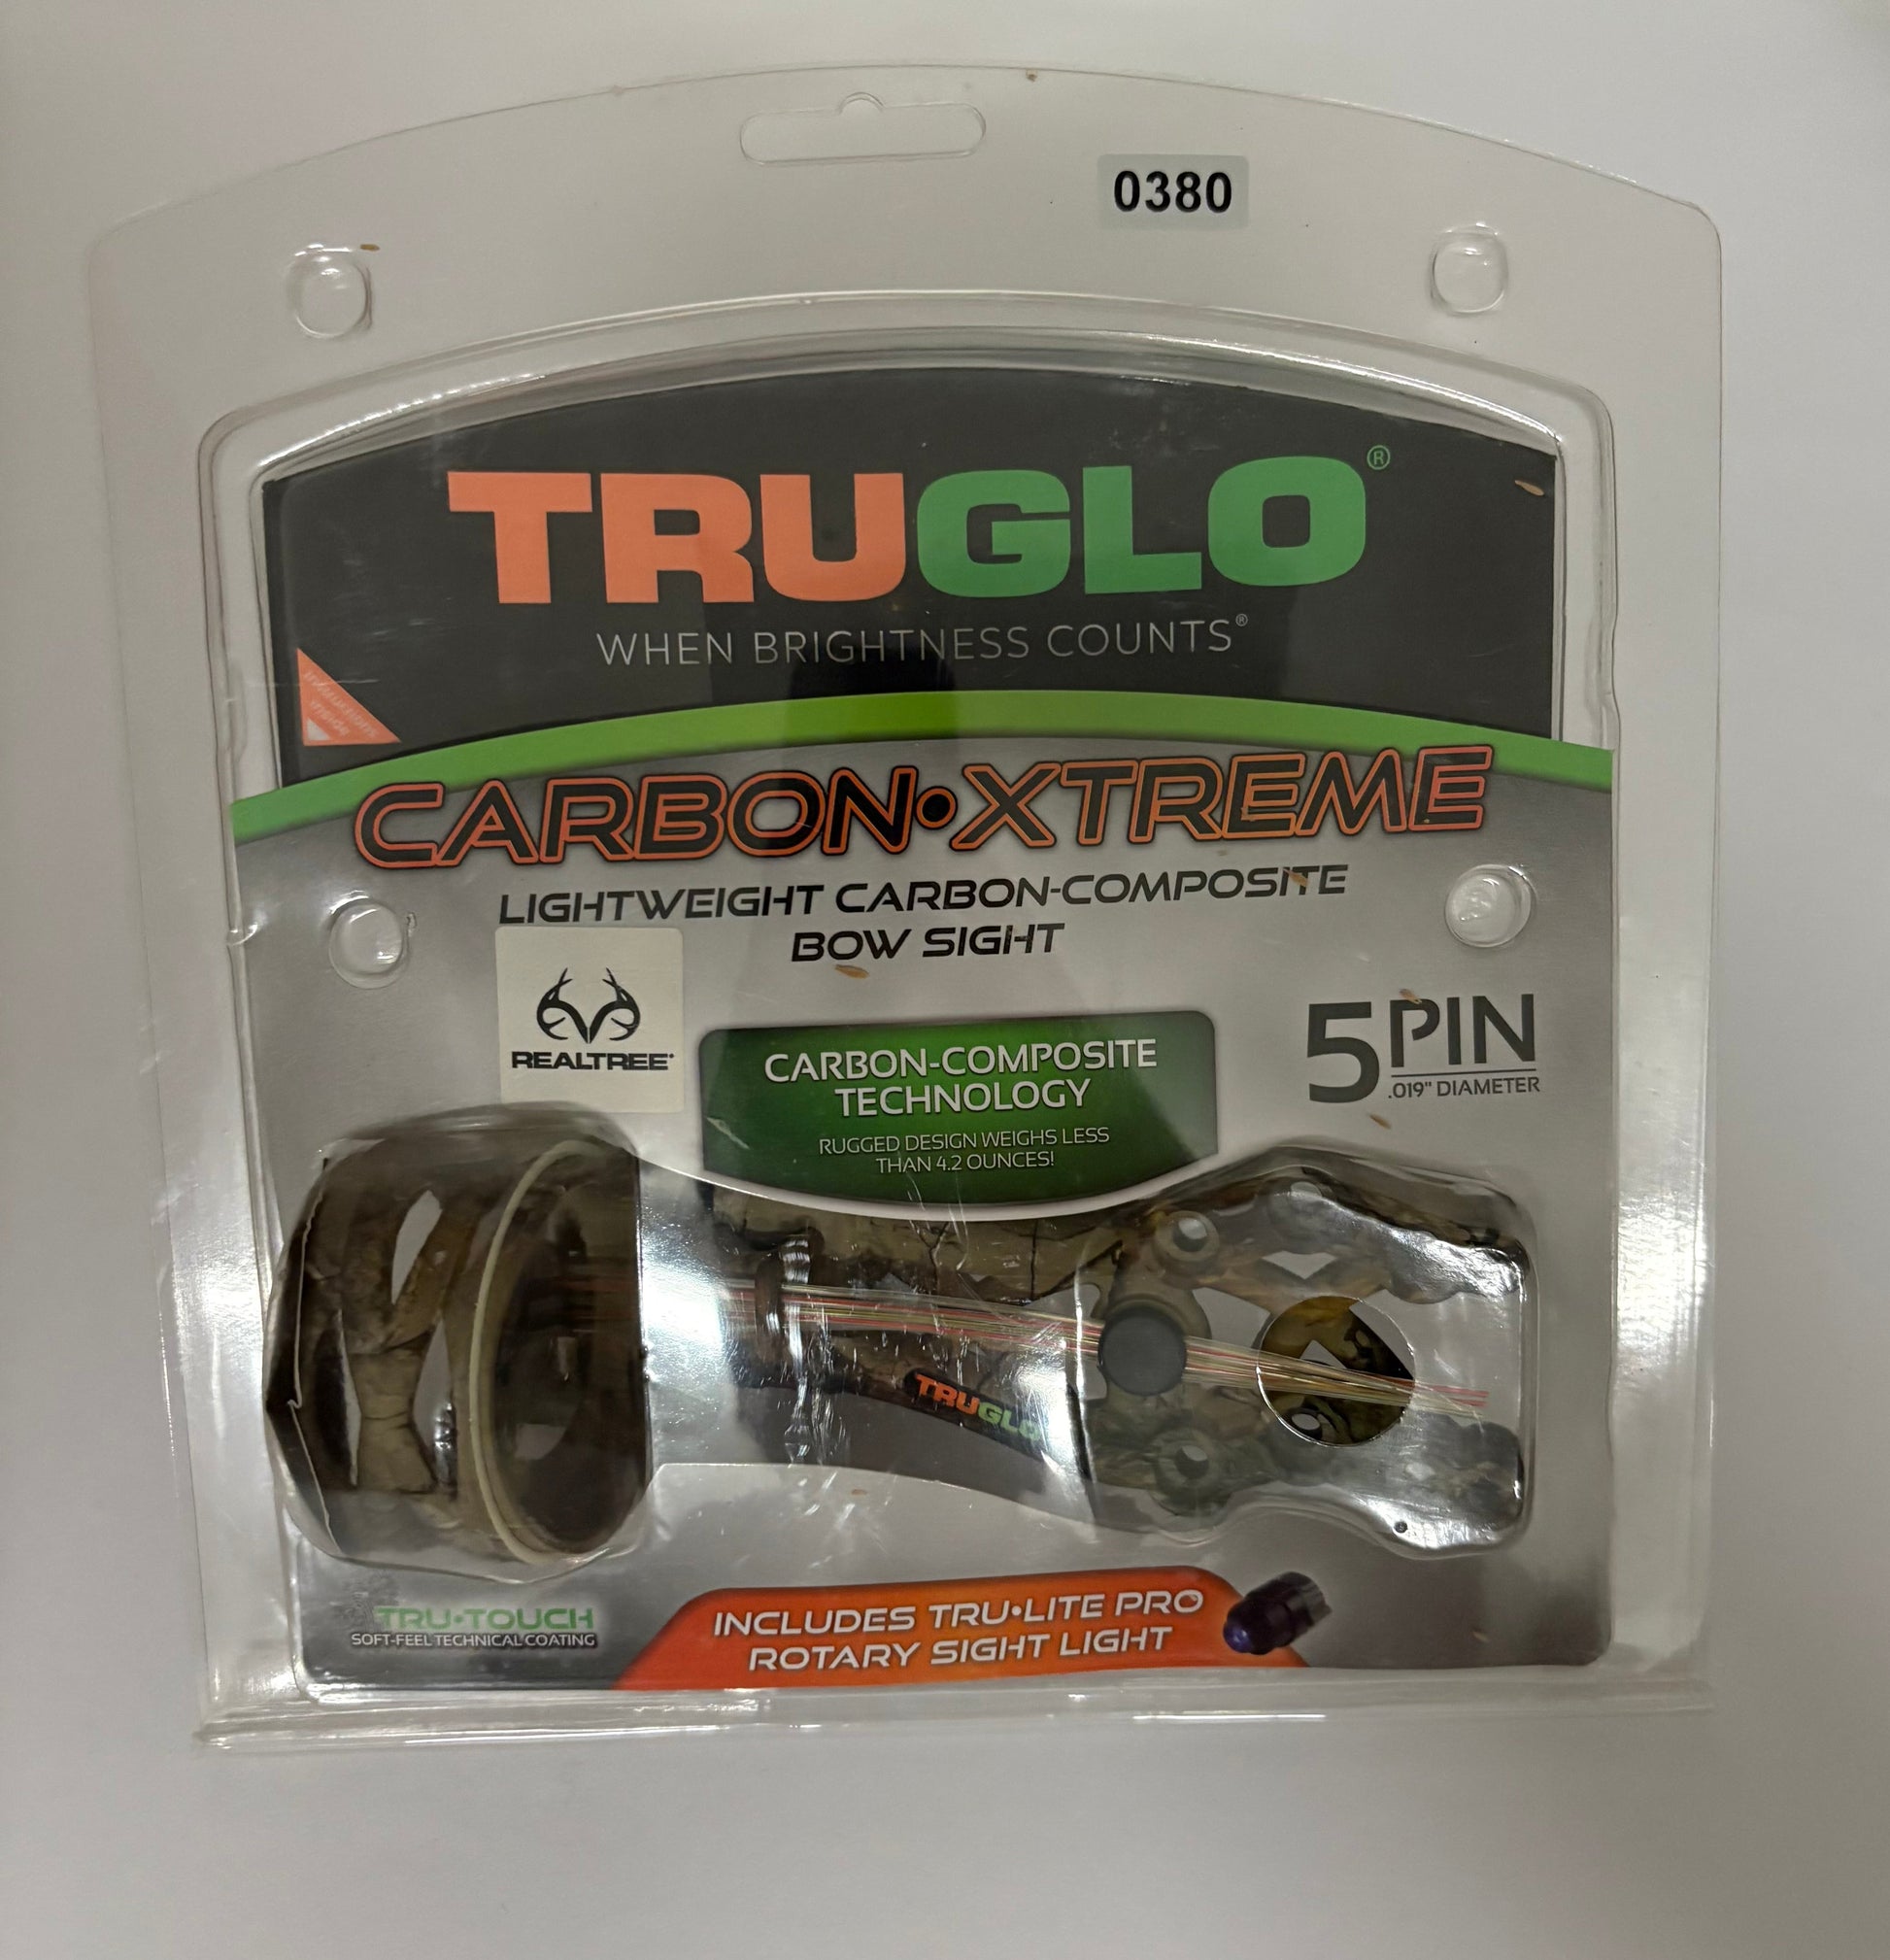 0380
TRUGLO®
WHEN BRIGHTNESS COUNTS®
CARBON•XTREME
LIGHTWEIGHT CARBON-COMPOSITE
BOW SIGHT
REALTREE®
CARBON-COMPOSITE
TECHNOLOGY
RUGGED DESIGN WEIGHS LESS
THAN 4.2 OUNCES!
5 PIN
.019" DIAMETER
TRUGLO
TRU•TOUCH
SOFT-FEEL TECHNICAL COATING
INCLUDES TRU•LITE PRO
ROTARY SIGHT LIGHT